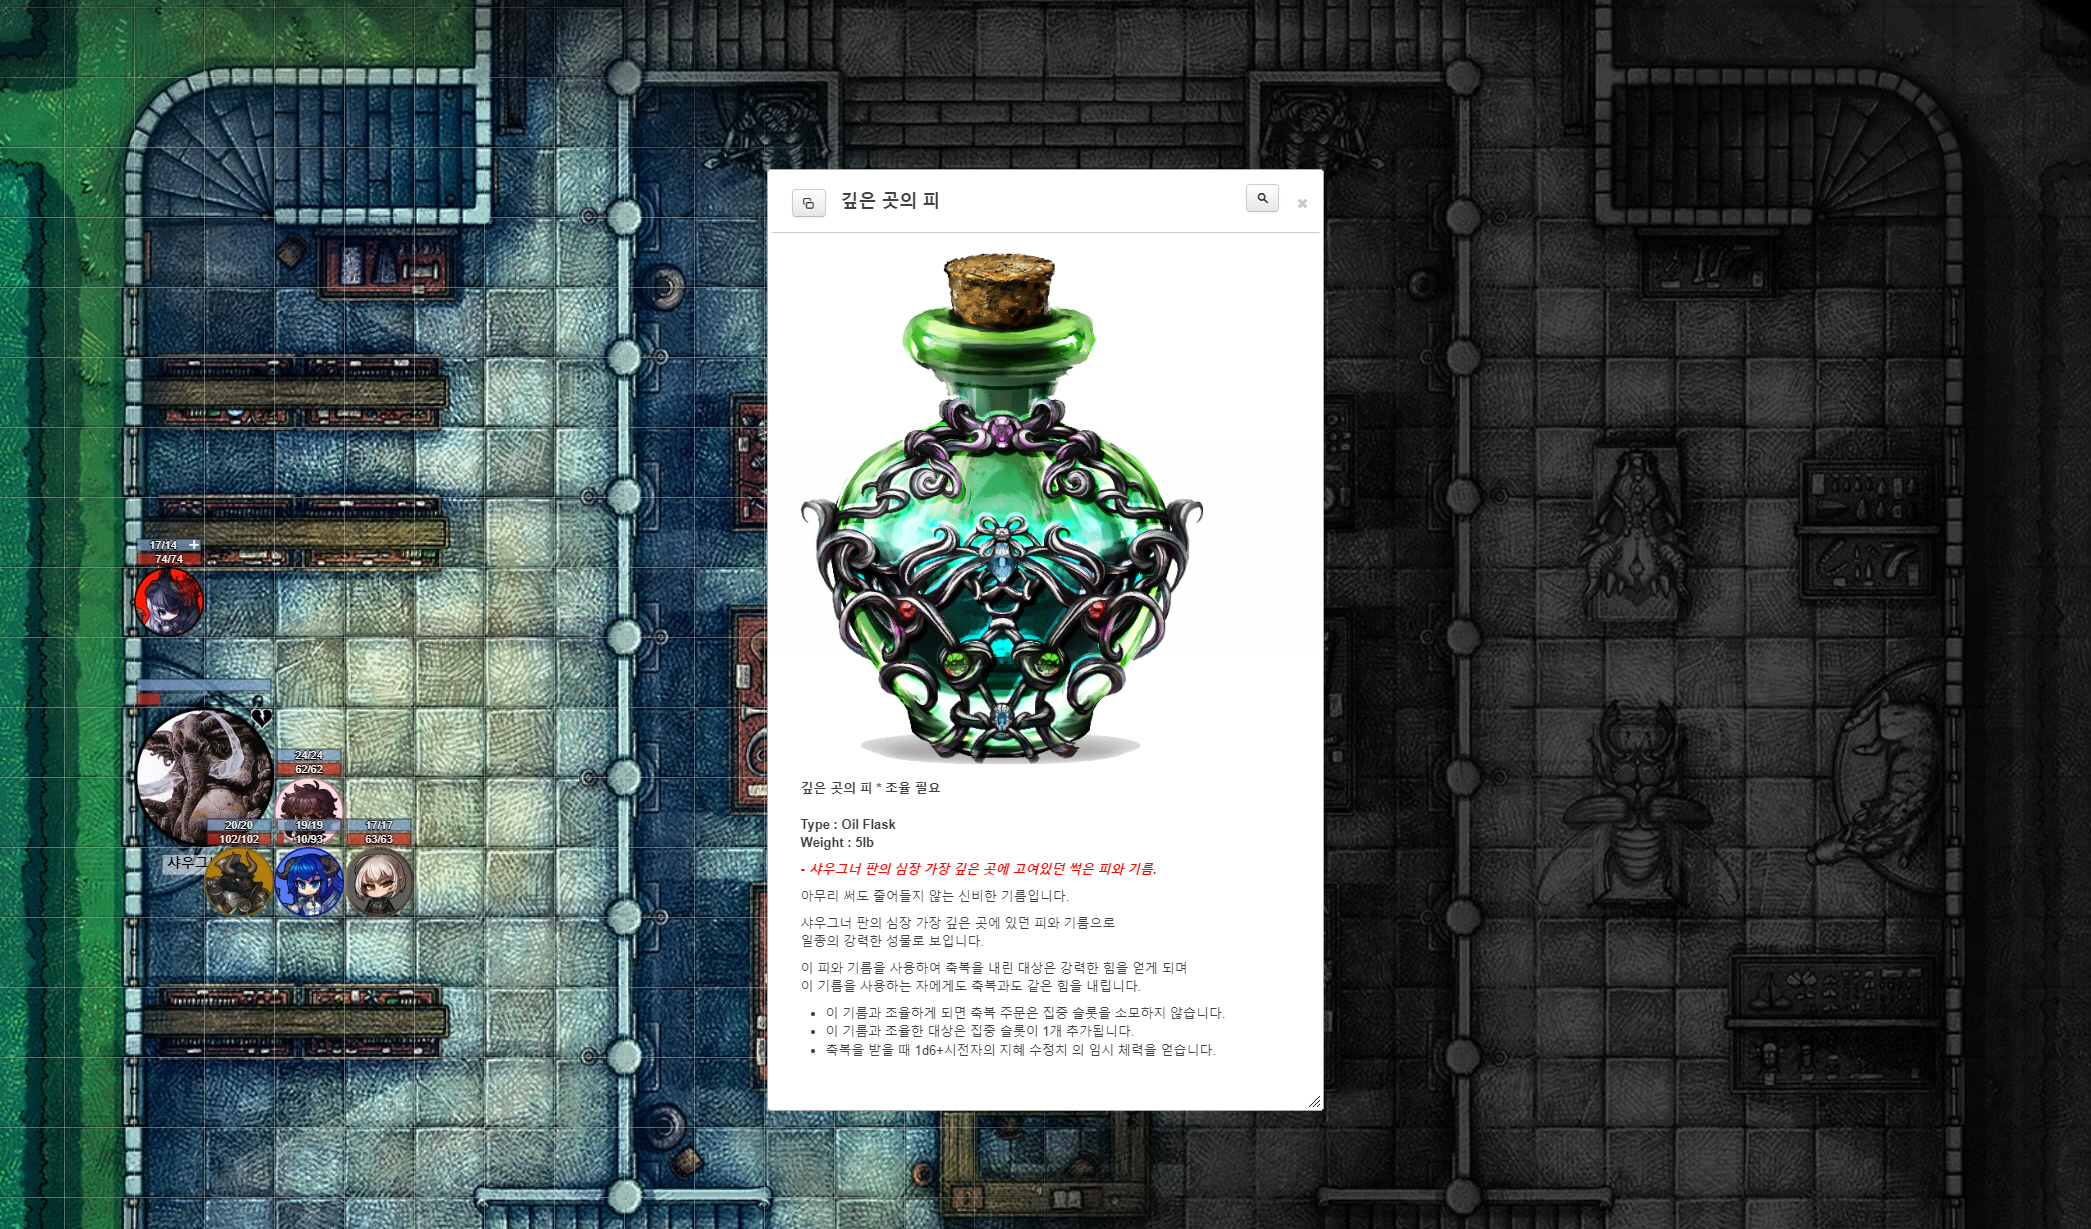 깊은 곳의 피
17/14
74/74
24/24
62/62
20/20
102/102
19/19
10/93
17/17
63/63
샤우그
깊은 곳의 피 * 조율 필요
Type : Oil Flask
Weight : 5lb
- 샤우그너 판의 심장 가장 깊은 곳에 고여있던 썩은 피와 기름.
아무리 써도 줄어들지 않는 신비한 기름입니다.
샤우그너 판의 심장 가장 깊은 곳에 있던 피와 기름으로
일종의 강력한 성물로 보입니다.
이 피와 기름을 사용하여 축복을 내린 대상은 강력한 힘을 얻게 되며
이 기름을 사용하는 자에게도 축복과도 같은 힘을 내립니다.
• 이 기름과 조율하게 되면 축복 주문은 집중 슬롯을 소모하지 않습니다.
• 이 기름과 조율한 대상은 집중 슬롯이 1개 추가됩니다.
• 축복을 받을 때 1d6+시전자의 지혜 수정치 의 임시 체력을 얻습니다.